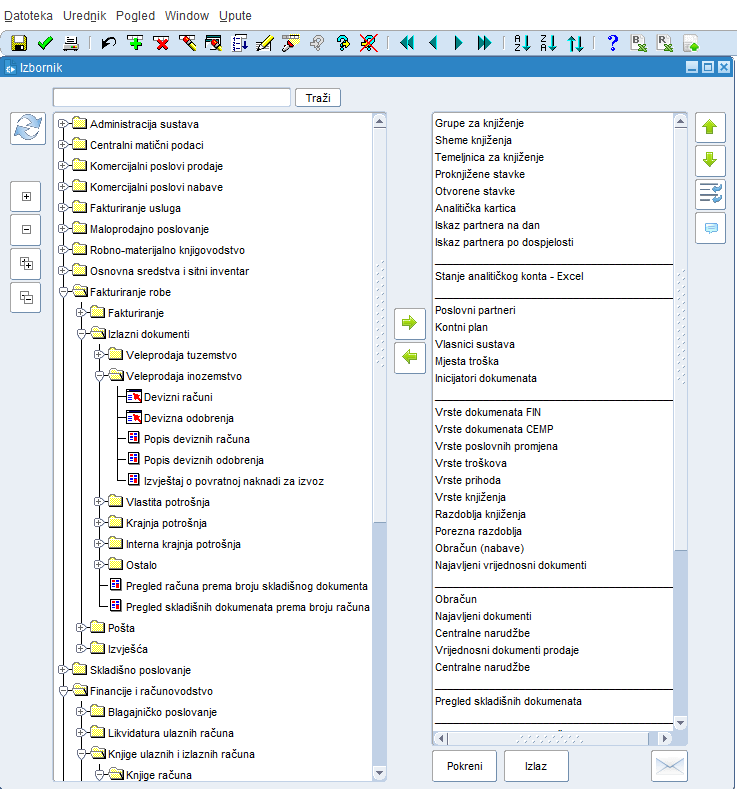 Datoteka Urednik Pogled Window Upute
Izbornik
Traži
Administracija sustava
Centralni matični podaci
Komercijalni poslovi prodaje
Komercijalni poslovi nabave
Fakturiranje usluga
Maloprodajno poslovanje
Robno-materijalno knjigovodstvo
Osnovna sredstva i sitni inventar
Fakturiranje robe
Fakturiranje
Izlazni dokumenti
Veleprodaja tuzemstvo
Veleprodaja inozemstvo
Devizni računi
Devizna odobrenja
Popis deviznih računa
Popis deviznih odobrenja
Izvještaj o povratnoj naknadi za izvoz
Vlastita potrošnja
Krajnja potrošnja
Interna krajnja potrošnja
Ostalo
Pregled računa prema broju skladišnog dokumenta
Pregled skladišnih dokumenata prema broju računa
Pošta
Izvješća
Skladišno poslovanje
Financije i računovodstvo
Blagajničko poslovanje
Likvidatura ulaznih računa
Knjige ulaznih i izlaznih računa
Knjige računa
Grupe za knjiženje
Sheme knjiženja
Temeljnica za knjiženje
Proknjižene stavke
Otvorene stavke
Analitička kartica
Iskaz partnera na dan
Iskaz partnera po dospjelosti
Stanje analitičkog konta - Excel
Poslovni partneri
Kontni plan
Vlasnici sustava
Mjesta troška
Inicijatori dokumenata
Vrste dokumenata FIN
Vrste dokumenata CEMP
Vrste poslovnih promjena
Vrste troškova
Vrste prihoda
Vrste knjiženja
Razdoblja knjiženja
Porezna razdoblja
Obračun (nabave)
Najavljeni vrijednosni dokumenti
Obračun
Najavljeni dokumenti
Centralne narudžbe
Vrijednosni dokumenti prodaje
Centralne narudžbe
Pregled skladišnih dokumenata
Pokreni
Izlaz